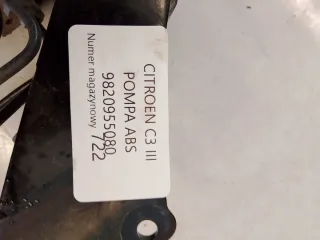 CITROEN C3 III
POMPA ABS
9820955080
Numer magazynowy 722